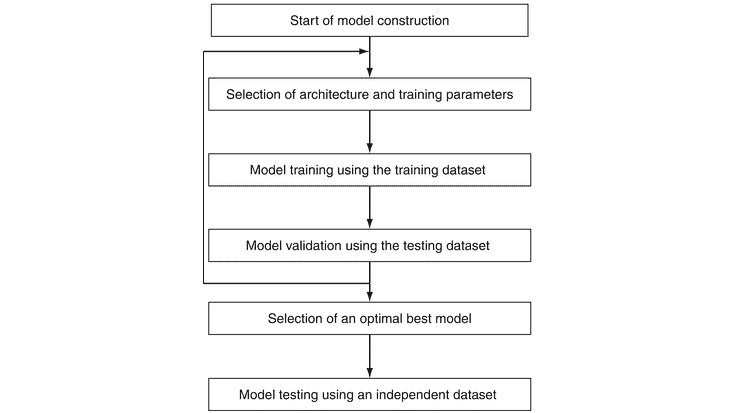 Start of model construction
Selection of architecture and training parameters
Model training using the training dataset
Model validation using the testing dataset
Selection of an optimal best model
Model testing using an independent dataset